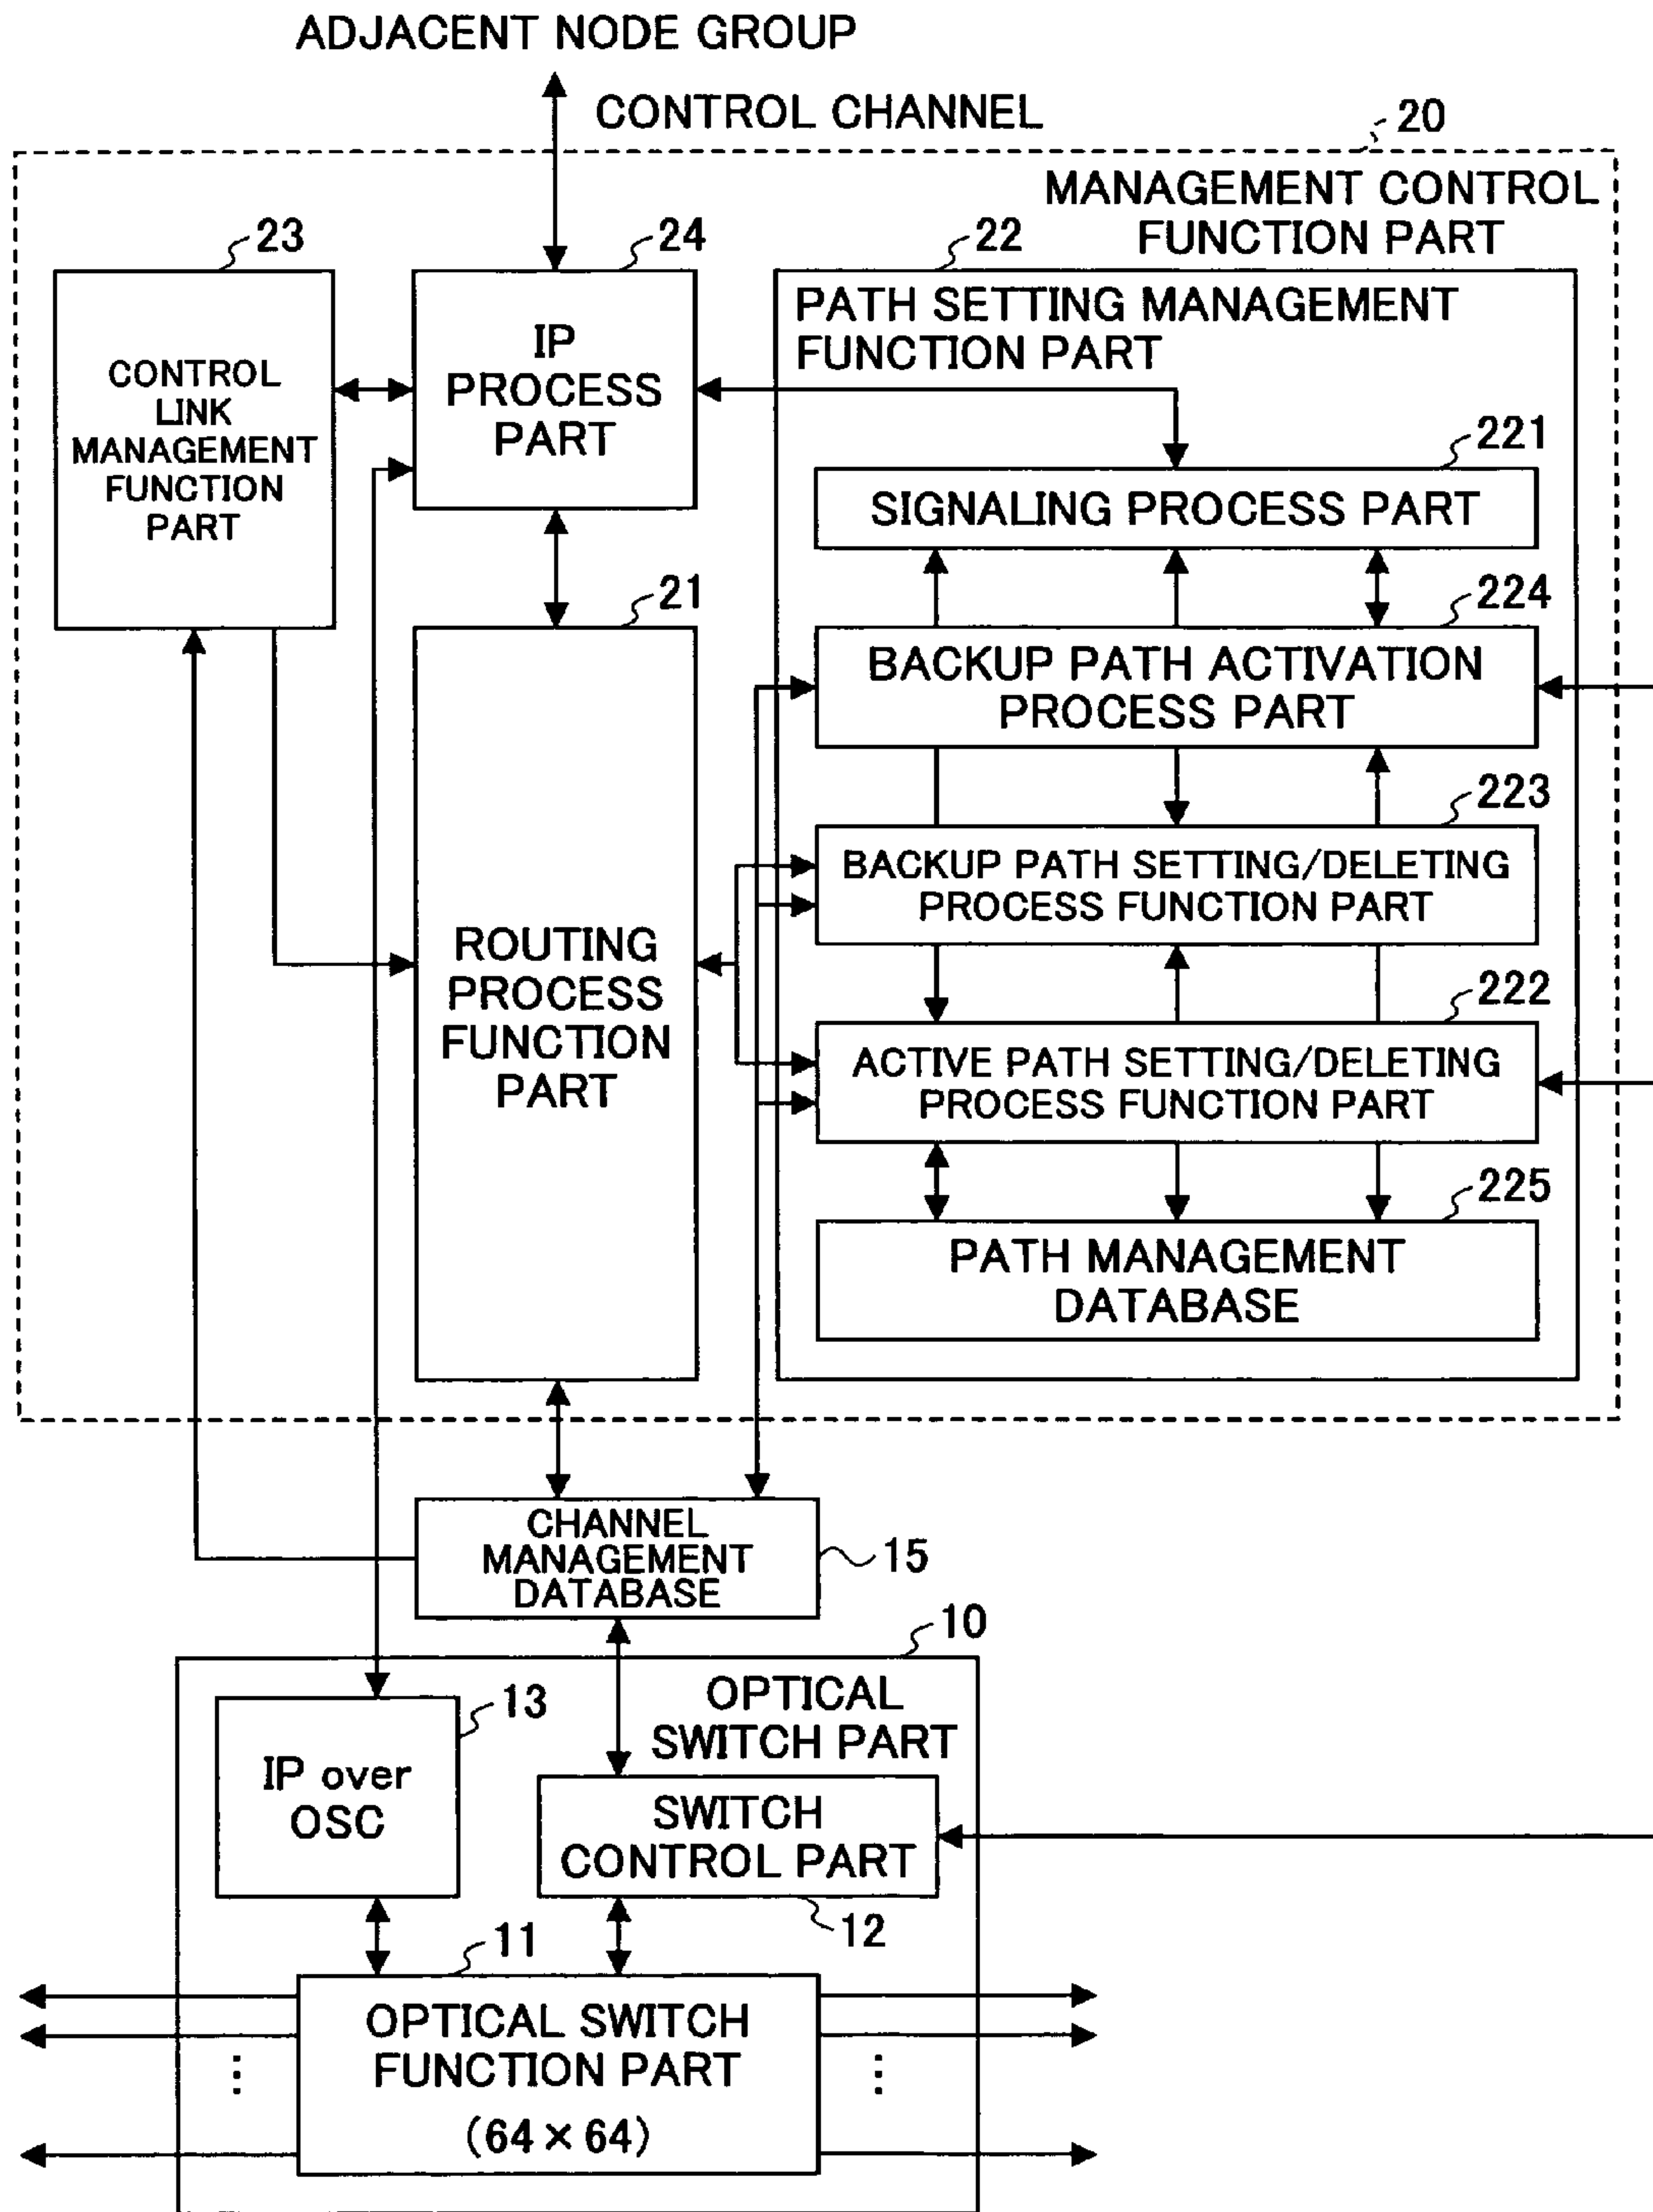 ADJACENT NODE GROUP
CONTROL CHANNEL
20
MANAGEMENT CONTROL
FUNCTION PART
23
24
22
CONTROL
LINK
MANAGEMENT
FUNCTION
PART
IP
PROCESS
PART
PATH SETTING MANAGEMENT
FUNCTION PART
221
SIGNALING PROCESS PART
21
224
BACKUP PATH ACTIVATION
PROCESS PART
223
BACKUP PATH SETTING/DELETING
PROCESS FUNCTION PART
ROUTING
PROCESS
FUNCTION
PART
222
ACTIVE PATH SETTING/DELETING
PROCESS FUNCTION PART
225
PATH MANAGEMENT
DATABASE
CHANNEL
MANAGEMENT
DATABASE
15
10
OPTICAL
SWITCH PART
13
IP over
OSC
SWITCH
CONTROL PART
12
11
OPTICAL SWITCH
FUNCTION PART
(64×64)